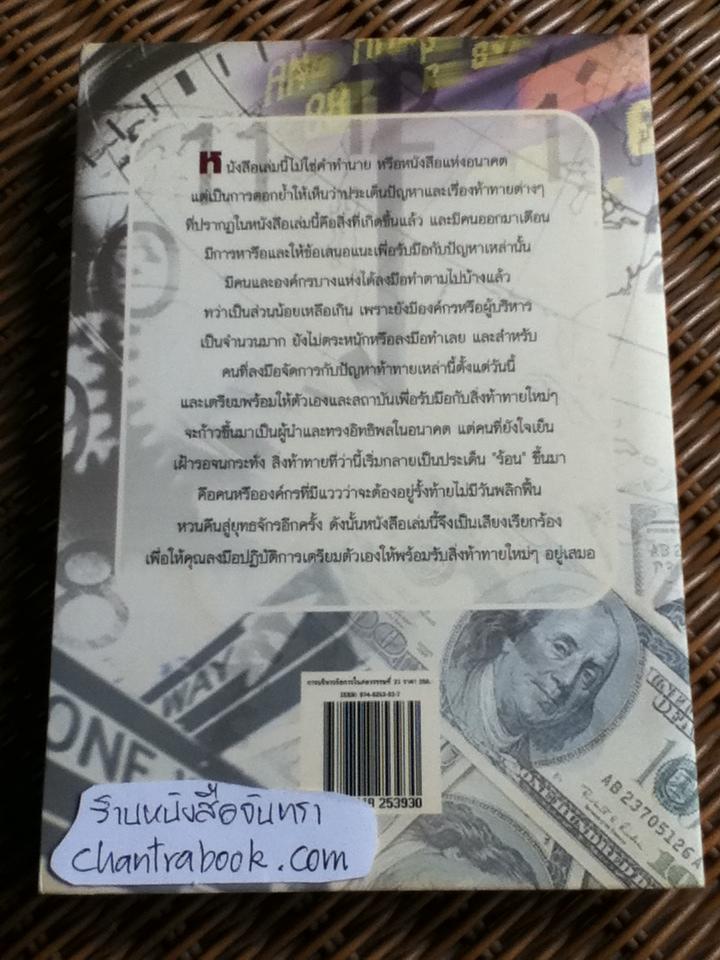 หนังสือเล่มนี้ไม่ใช่คำทำนาย หรือหนังสือแห่งอนาคต
แต่เป็นการตอกย้ำให้เห็นว่าประเด็นปัญหาและเรื่องท้าทายต่างๆ
ที่ปรากฏในหนังสือเล่มนี้คือสิ่งที่เกิดขึ้นแล้ว และมีคนออกมาเตือน
มีการหารือและให้ข้อเสนอแนะเพื่อรับมือกับปัญหาเหล่านั้น
มีคนและองค์กรบางแห่งได้ลงมือทำตามไปบ้างแล้ว
ทว่าเป็นส่วนน้อยเหลือเกิน เพราะยังมีองค์กรหรือผู้บริหาร
เป็นจำนวนมาก ยังไม่ตระหนักหรือลงมือทำเลย และสำหรับ
คนที่ลงมือจัดการกับปัญหาท้าทายเหล่านี้ตั้งแต่วันนี้
และเตรียมพร้อมให้ตัวเองและสถาบันเพื่อรับมือกับสิ่งท้าทายใหม่ๆ
จะก้าวขึ้นมาเป็นผู้นำและทรงอิทธิพลในอนาคต แต่คนที่ยังใจเย็น
เฝ้ารอจนกระทั่ง สิ่งท้าทายที่ว่านี้เริ่มกลายเป็นประเด็น "ร้อน" ขึ้นมา
คือคนหรือองค์กรที่มีแววว่าจะต้องอยู่รั้งท้ายไม่มีวันพลิกฟื้น
หวนคืนสู่ยุทธจักรอีกครั้ง ดังนั้นหนังสือเล่มนี้จึงเป็นเสียงเรียกร้อง
เพื่อให้คุณลงมือปฏิบัติการเตรียมตัวเองให้พร้อมรับสิ่งท้าทายใหม่ๆ อยู่เสมอ
WAY
ONE
การบริหารจัดการในศตวรรษที่ 21 ราคา
253930
AB23705126
ร้านหนังสือจันทรา
chantrabook.com